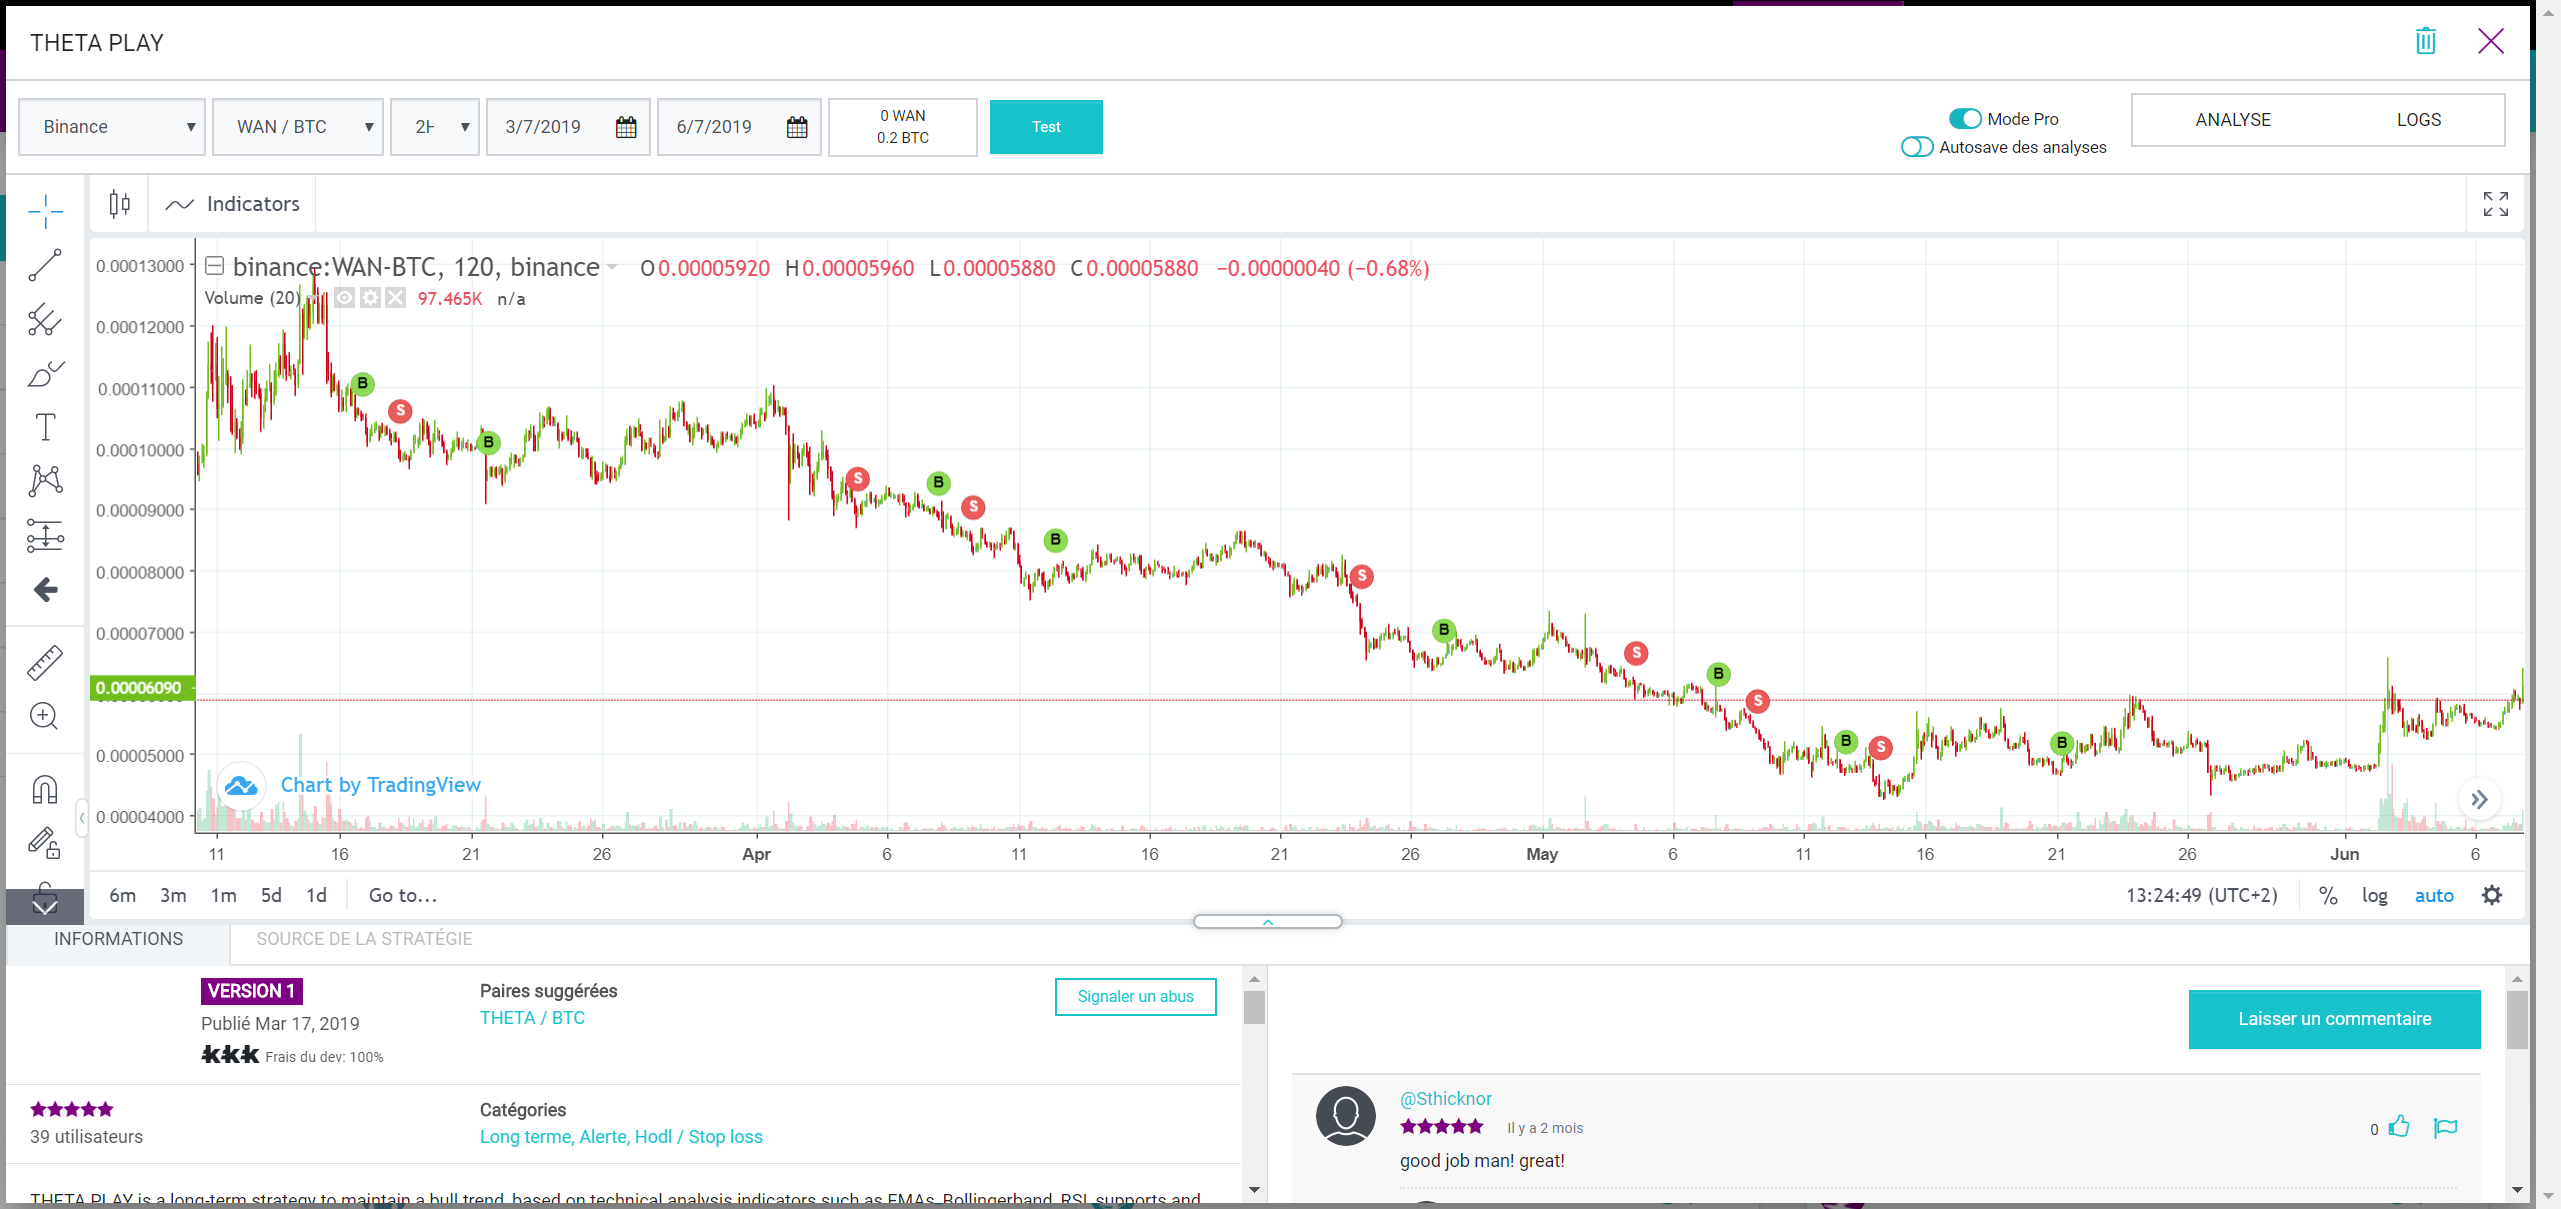 THETA PLAY
Binance
WAN / BTC
3/7/2019
6/7/2019
0 WAN
0.2 BTC
Test
Mode Pro
Autosave des analyses
ANALYSE
LOGS
Indicators
binance:WAN-BTC, 120, binance O0.00005920 H0.00005960 L0.00005880 C0.00005880 −0.00000040 (−0.68%)
Volume (20) 97.465K n/a
0.00013000
0.00012000
0.00011000
0.00010000
0.00009000
0.00008000
0.00007000
0.00006090
0.00005000
0.00004000
B
S
B
S
B
S
B
S
B
S
B
S
B
S
B
Chart by TradingView
11 16 21 26 Apr 6 11 16 21 26 May 6 11 16 21 26 Jun 6
6m 3m 1m 5d 1d Go to...
13:24:49 (UTC+2) % log auto
INFORMATIONS
SOURCE DE LA STRATÉGIE
VERSION 1
Publié Mar 17, 2019
Frais du dev: 100%
Paires suggérées
THETA / BTC
Signaler un abus
39 utilisateurs
Catégories
Long terme, Alerte, Hodl / Stop loss
THETA PLAY is a long-term strategy to maintain a bull trend, based on technical analysis indicators such as EMAs, Bollingerband, RSI, supports and
Laisser un commentaire
@Sthicknor
Il y a 2 mois
0
good job man! great!